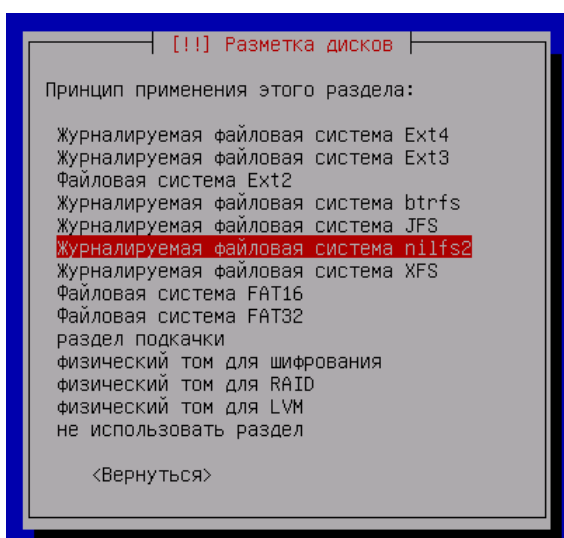 [!!] Разметка дисков
Принцип применения этого раздела:
Журналируемая файловая система Ext4
Журналируемая файловая система Ext3
Файловая система Ext2
Журналируемая файловая система btrfs
Журналируемая файловая система JFS
Журналируемая файловая система nilfs2
Журналируемая файловая система XFS
Файловая система FAT16
Файловая система FAT32
раздел подкачки
физический том для шифрования
физический том для RAID
физический том для LVM
не использовать раздел
<Вернуться>